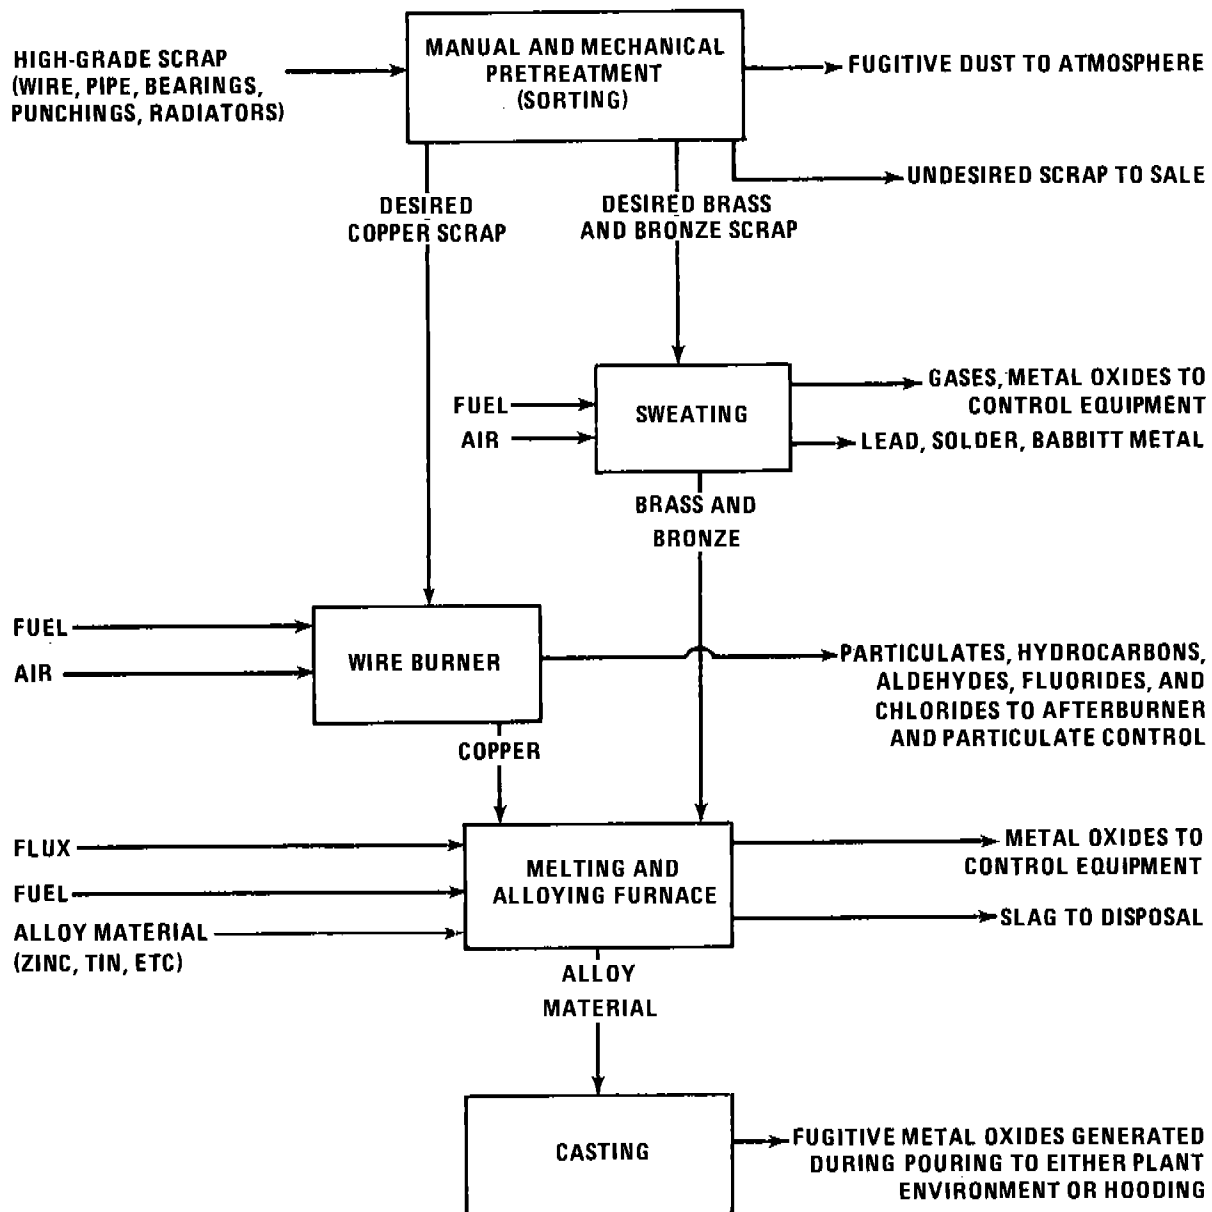 HIGH-GRADE SCRAP
(WIRE, PIPE, BEARINGS,
PUNCHINGS, RADIATORS)
MANUAL AND MECHANICAL
PRETREATMENT
(SORTING)
FUGITIVE DUST TO ATMOSPHERE
UNDESIRED SCRAP TO SALE
DESIRED
COPPER SCRAP
DESIRED BRASS
AND BRONZE SCRAP
FUEL
AIR
SWEATING
GASES, METAL OXIDES TO
CONTROL EQUIPMENT
LEAD, SOLDER, BABBITT METAL
BRASS AND
BRONZE
FUEL
AIR
WIRE BURNER
PARTICULATES, HYDROCARBONS,
ALDEHYDES, FLUORIDES, AND
CHLORIDES TO AFTERBURNER
AND PARTICULATE CONTROL
COPPER
FLUX
FUEL
ALLOY MATERIAL
(ZINC, TIN, ETC)
MELTING AND
ALLOYING FURNACE
METAL OXIDES TO
CONTROL EQUIPMENT
SLAG TO DISPOSAL
ALLOY
MATERIAL
CASTING
FUGITIVE METAL OXIDES GENERATED
DURING POURING TO EITHER PLANT
ENVIRONMENT OR HOODING